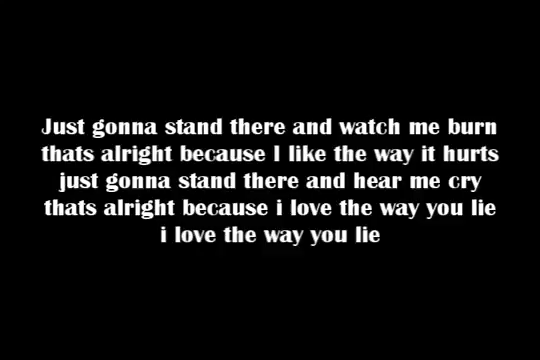 Just gonna stand there and watch me burn
thats alright because I like the way it hurts
just gonna stand there and hear me cry
thats alright because i love the way you lie
i love the way you lie